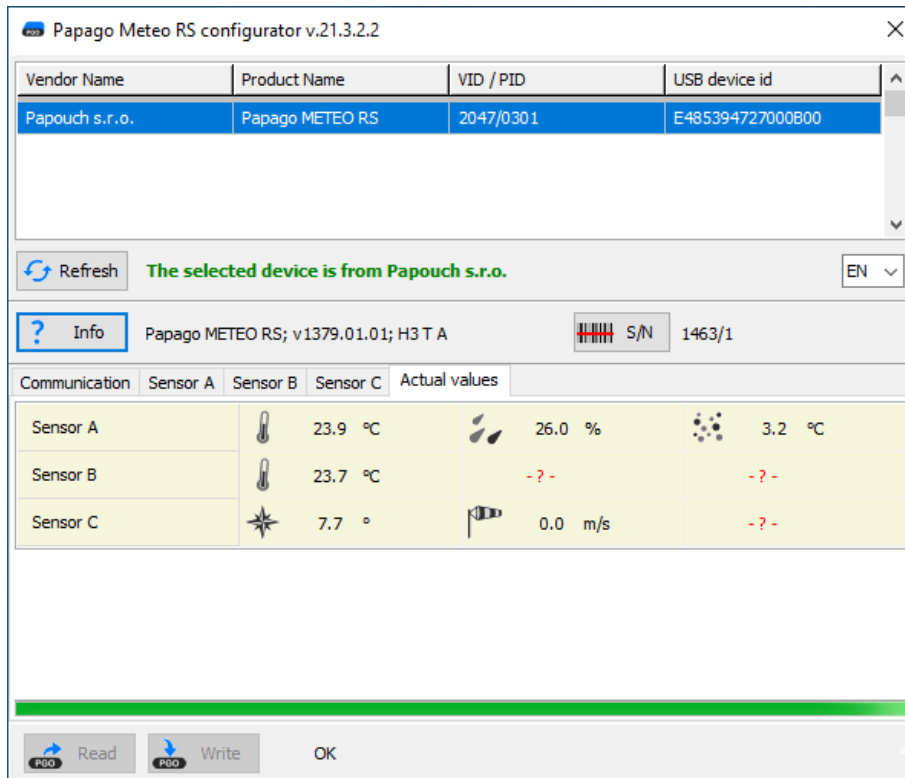 Papago Meteo RS configurator v.21.3.2.2
Vendor Name Product Name VID / PID USB device id
Papouch s.r.o. Papago METEO RS 2047/0301 E485394727000B00
Refresh The selected device is from Papouch s.r.o. EN
? Info Papago METEO RS; v1379.01.01; H3 T A S/N 1463/1
Communication Sensor A Sensor B Sensor C Actual values
Sensor A 23.9 °C 26.0 % 3.2 °C
Sensor B 23.7 °C - ? - - ? -
Sensor C 7.7 ° 0.0 m/s - ? -
PGO Read PGO Write OK